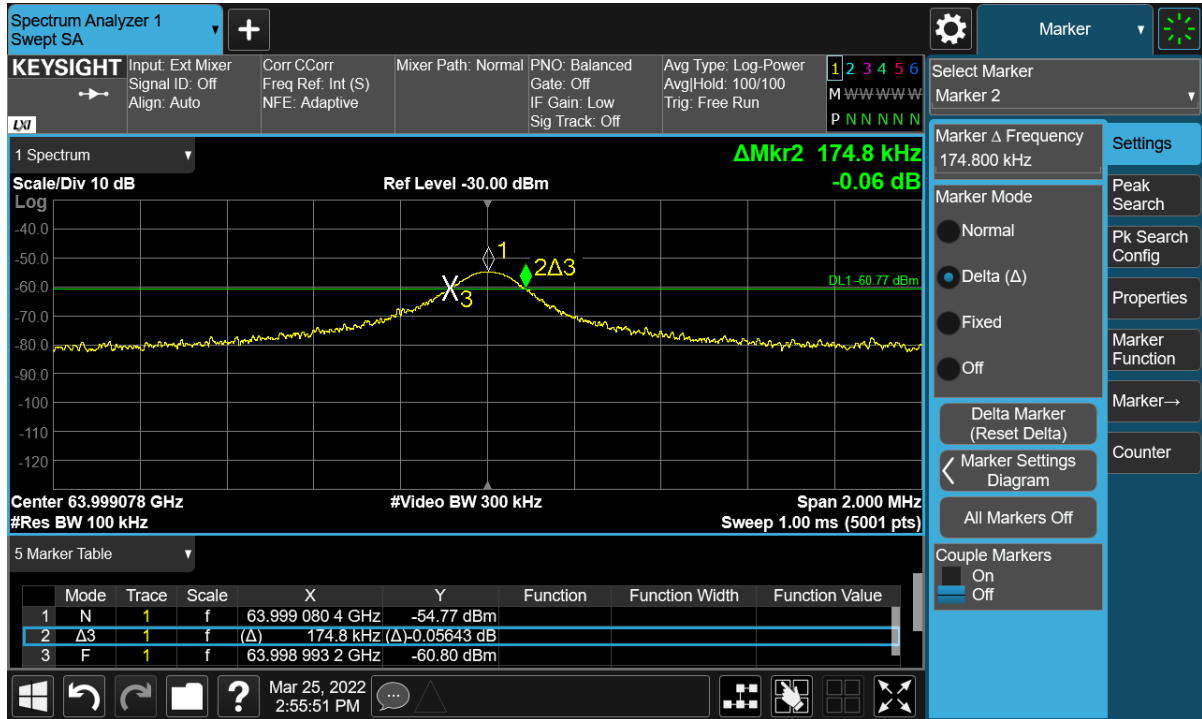 Spectrum Analyzer 1
Swept SA
Marker
KEYSIGHT
LXI
Input: Ext Mixer
Signal ID: Off
Align: Auto
Corr CCorr
Freq Ref: Int (S)
NFE: Adaptive
Mixer Path: Normal
PNO: Balanced
Gate: Off
IF Gain: Low
Sig Track: Off
Avg Type: Log-Power
Avg|Hold: 100/100
Trig: Free Run
1 2 3 4 5 6
M W W W W W
P N N N N N
Select Marker
Marker 2
1 Spectrum
ΔMkr2 174.8 kHz
-0.06 dB
Scale/Div 10 dB
Ref Level -30.00 dBm
Log
-40.0
-50.0
-60.0
-70.0
-80.0
-90.0
-100
-110
-120
1
2Δ3
3
DL1 -60.77 dBm
Center 63.999078 GHz
#Video BW 300 kHz
Span 2.000 MHz
#Res BW 100 kHz
Sweep 1.00 ms (5001 pts)
5 Marker Table
Mode Trace Scale X Y Function Function Width Function Value
1 N 1 f 63.999 080 4 GHz -54.77 dBm
2 Δ3 1 f (Δ) 174.8 kHz (Δ)-0.05643 dB
3 F 1 f 63.998 993 2 GHz -60.80 dBm
Marker Δ Frequency
174.800 kHz
Marker Mode
Normal
Delta (Δ)
Fixed
Off
Delta Marker
(Reset Delta)
Marker Settings
Diagram
All Markers Off
Couple Markers
On
Off
Settings
Peak
Search
Pk Search
Config
Properties
Marker
Function
Marker→
Counter
?
Mar 25, 2022
2:55:51 PM